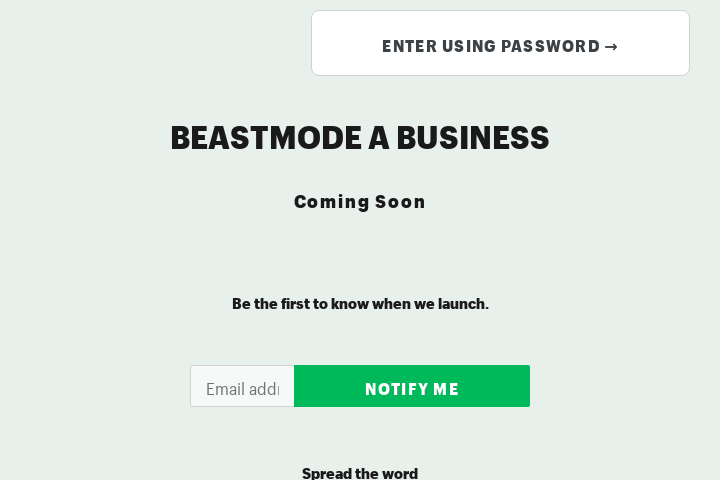 ENTER USING PASSWORD →
BEASTMODE A BUSINESS
Coming Soon
Be the first to know when we launch.
Email addr
NOTIFY ME
Spread the word